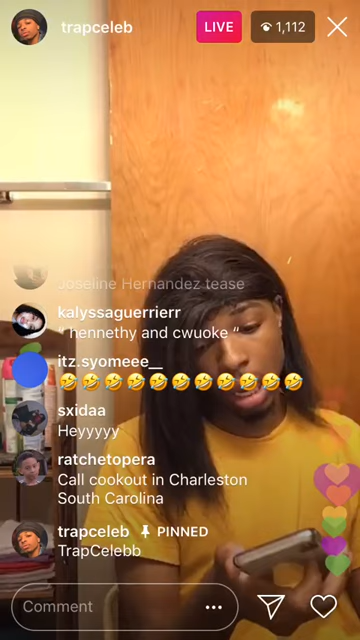 trapceleb
LIVE
1,112
Joseline Hernandez tease
kalyssaguerrierr
“ hennethy and cwuoke “
itz.syomeee__
🤣🤣🤣🤣🤣🤣🤣🤣🤣🤣🤣
sxidaa
Heyyyyy
ratchetopera
Call cookout in Charleston
South Carolina
trapceleb PINNED
TrapCelebb
Comment